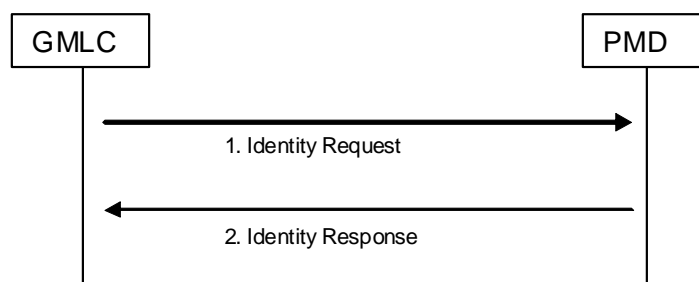 GMLC
PMD
1. Identity Request
2. Identity Response